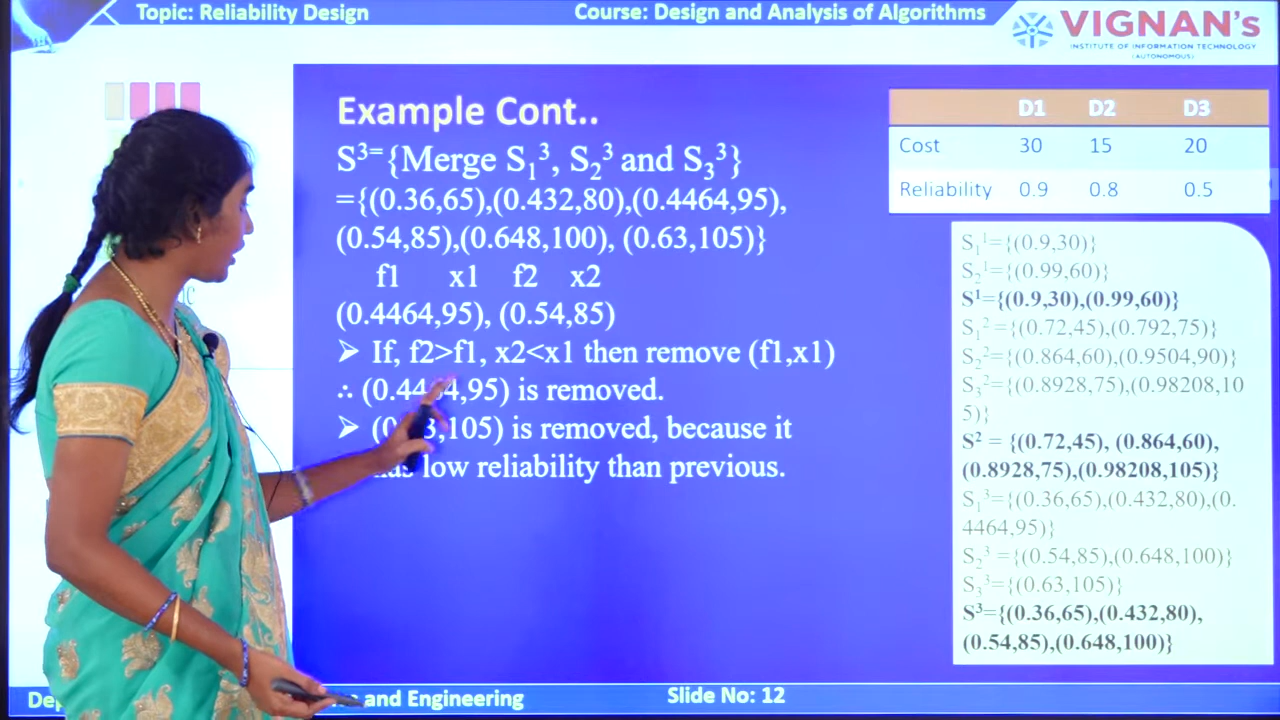 Topic: Reliability Design
Course: Design and Analysis of Algorithms
VIGNAN's
INSTITUTE OF INFORMATION TECHNOLOGY
(AUTONOMOUS)
Example Cont..
S³⁼{Merge S₁³, S₂³ and S₃³}
={(0.36,65),(0.432,80),(0.4464,95),
(0.54,85),(0.648,100), (0.63,105)}
f1 x1 f2 x2
(0.4464,95), (0.54,85)
➤ If, f2>f1, x2<x1 then remove (f1,x1)
∴ (0.4464,95) is removed.
➤ 105) is removed, because it
low reliability than previous.
D1 D2 D3
Cost 30 15 20
Reliability 0.9 0.8 0.5
S₁¹={(0.9,30)}
S₂¹={(0.99,60)}
S¹={(0.9,30),(0.99,60)}
S₁²={(0.72,45),(0.792,75)}
S₂²={(0.864,60),(0.9504,90)}
S₃²={(0.8928,75),(0.98208,10
5)}
S² = {(0.72,45), (0.864,60),
(0.8928,75),(0.98208,105)}
S₁³={(0.36,65),(0.432,80),(0.
4464,95)}
S₂³ ={(0.54,85),(0.648,100)}
S₃³={(0.63,105)}
S³={(0.36,65),(0.432,80),
(0.54,85),(0.648,100)}
and Engineering
Slide No: 12